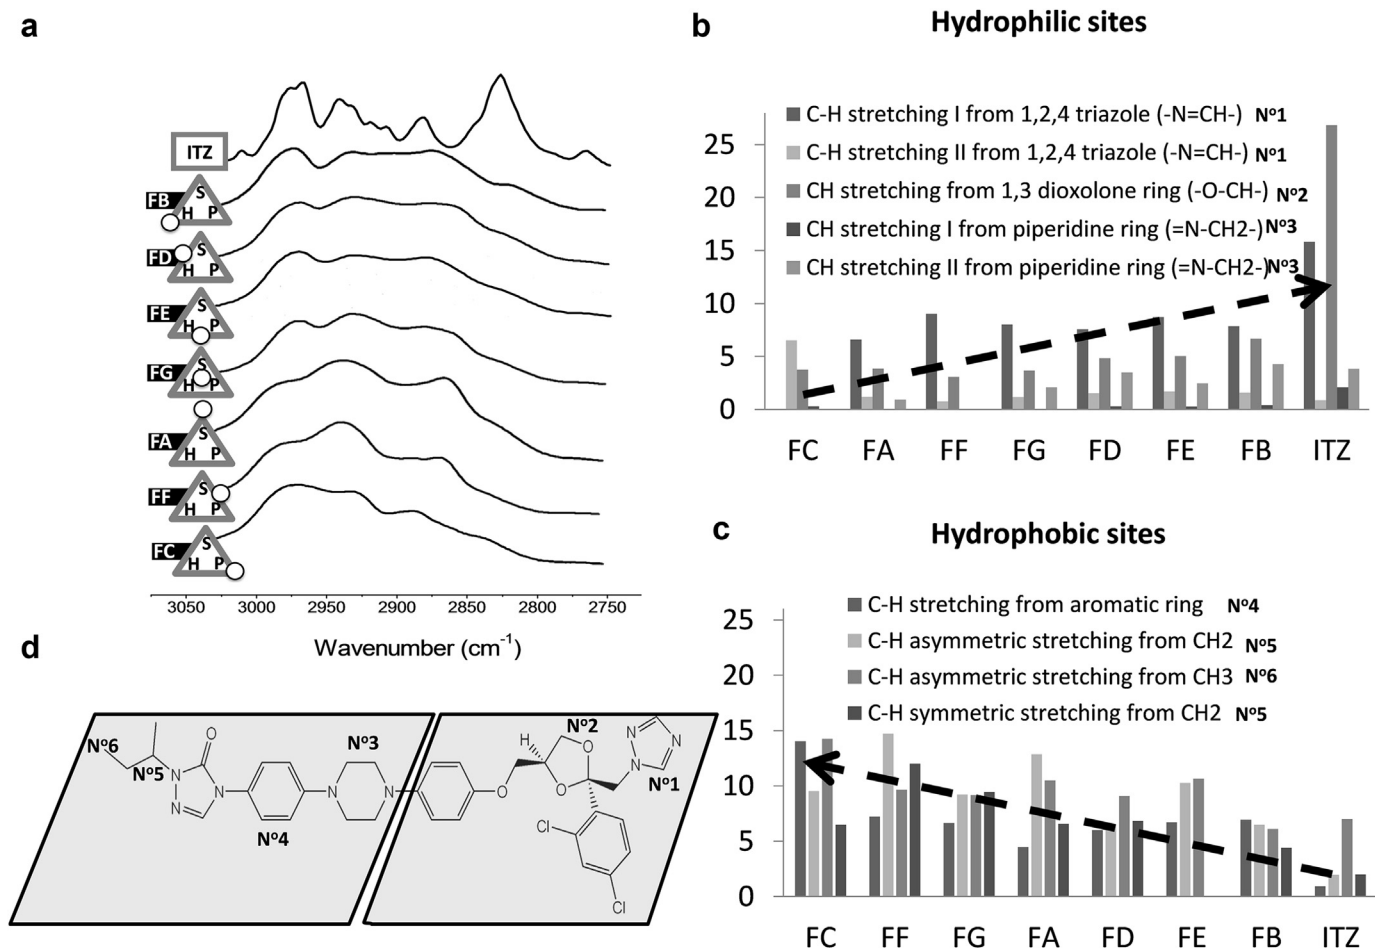 a
ITZ
FB
S
H P
FD
S
H P
FE
S
H P
FG
S
H P
FA
S
H P
FF
S
H P
FC
S
H P
3050 3000 2950 2900 2850 2800 2750
Wavenumber (cm⁻¹)
b
Hydrophilic sites
C-H stretching I from 1,2,4 triazole (-N=CH-) Nº1
C-H stretching II from 1,2,4 triazole (-N=CH-) Nº1
CH stretching from 1,3 dioxolone ring (-O-CH-) Nº2
CH stretching I from piperidine ring (=N-CH2-) Nº3
CH stretching II from piperidine ring (=N-CH2-) Nº3
25
20
15
10
5
0
FC FA FF FG FD FE FB ITZ
c
Hydrophobic sites
C-H stretching from aromatic ring Nº4
C-H asymmetric stretching from CH2 Nº5
C-H asymmetric stretching from CH3 Nº6
C-H symmetric stretching from CH2 Nº5
25
20
15
10
5
0
FC FF FG FA FD FE FB ITZ
d
Nº6
Nº5
O
N
N
N
Nº4
Nº3
N
N
O
H
Nº2
O
O
N
N
N
Nº1
Cl
Cl